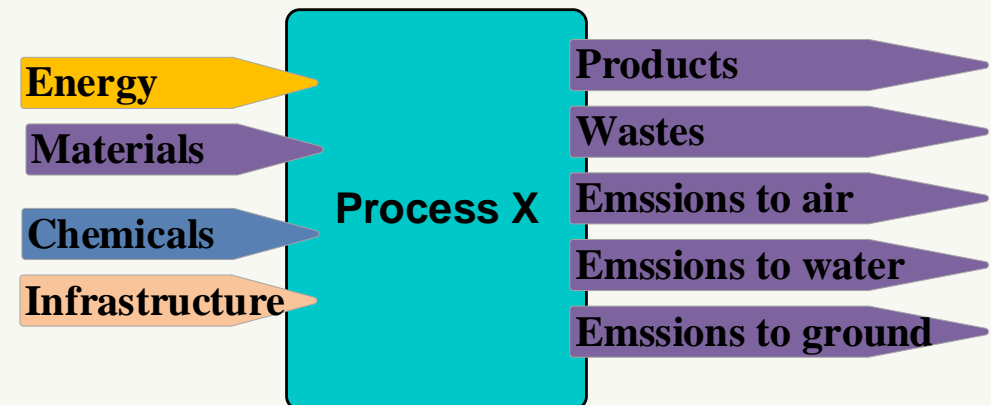 Energy
Materials
Chemicals
Infrastructure
Process X
Products
Wastes
Emssions to air
Emssions to water
Emssions to ground